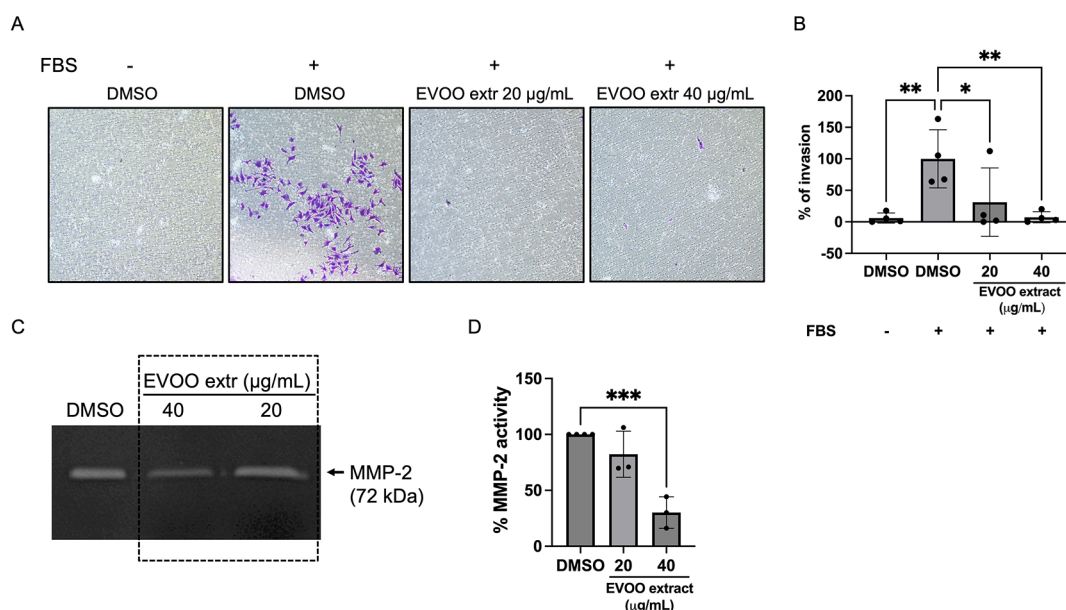 A
FBS - + + +
DMSO DMSO EVOO extr 20 µg/mL EVOO extr 40 µg/mL
B
** 
** *
200
150
100
50
0
-50
% of invasion
DMSO DMSO 20 40
EVOO extract
(µg/mL)
FBS - + + +
C
EVOO extr (µg/mL)
DMSO 40 20
MMP-2
(72 kDa)
D
***
150
100
50
0
% MMP-2 activity
DMSO 20 40
EVOO extract
(µg/mL)